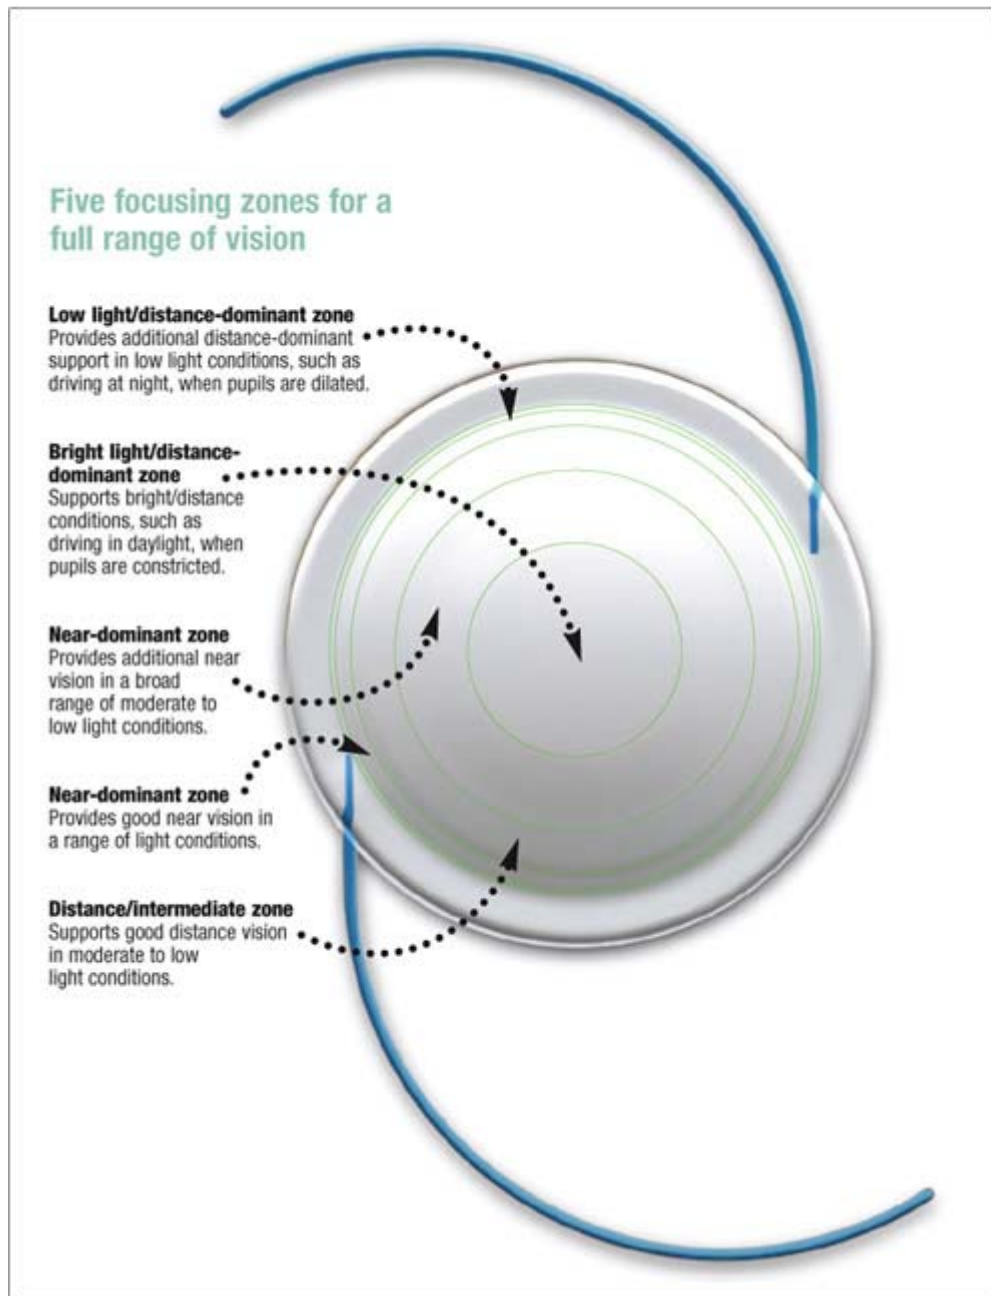 Five focusing zones for a
full range of vision
Low light/distance-dominant zone
Provides additional distance-dominant
support in low light conditions, such as
driving at night, when pupils are dilated.
Bright light/distance-
dominant zone
Supports bright/distance
conditions, such as
driving in daylight, when
pupils are constricted.
Near-dominant zone
Provides additional near
vision in a broad
range of moderate to
low light conditions.
Near-dominant zone
Provides good near vision in
a range of light conditions.
Distance/intermediate zone
Supports good distance vision
in moderate to low
light conditions.